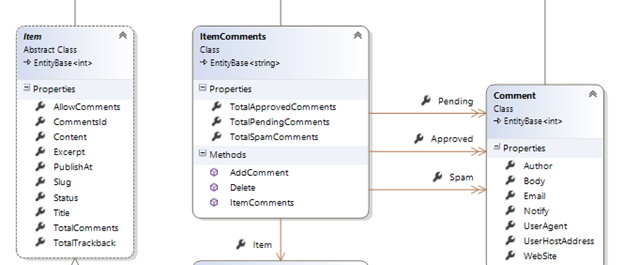 Item
Abstract Class
EntityBase<int>
Properties
AllowComments
CommentsId
Content
Excerpt
PublishAt
Slug
Status
Title
TotalComments
TotalTrackback
ItemComments
Class
EntityBase<string>
Properties
TotalApprovedComments
TotalPendingComments
TotalSpamComments
Methods
AddComment
Delete
ItemComments
Item
Pending
Approved
Spam
Comment
Class
EntityBase<int>
Properties
Author
Body
Email
Notify
UserAgent
UserHostAddress
WebSite